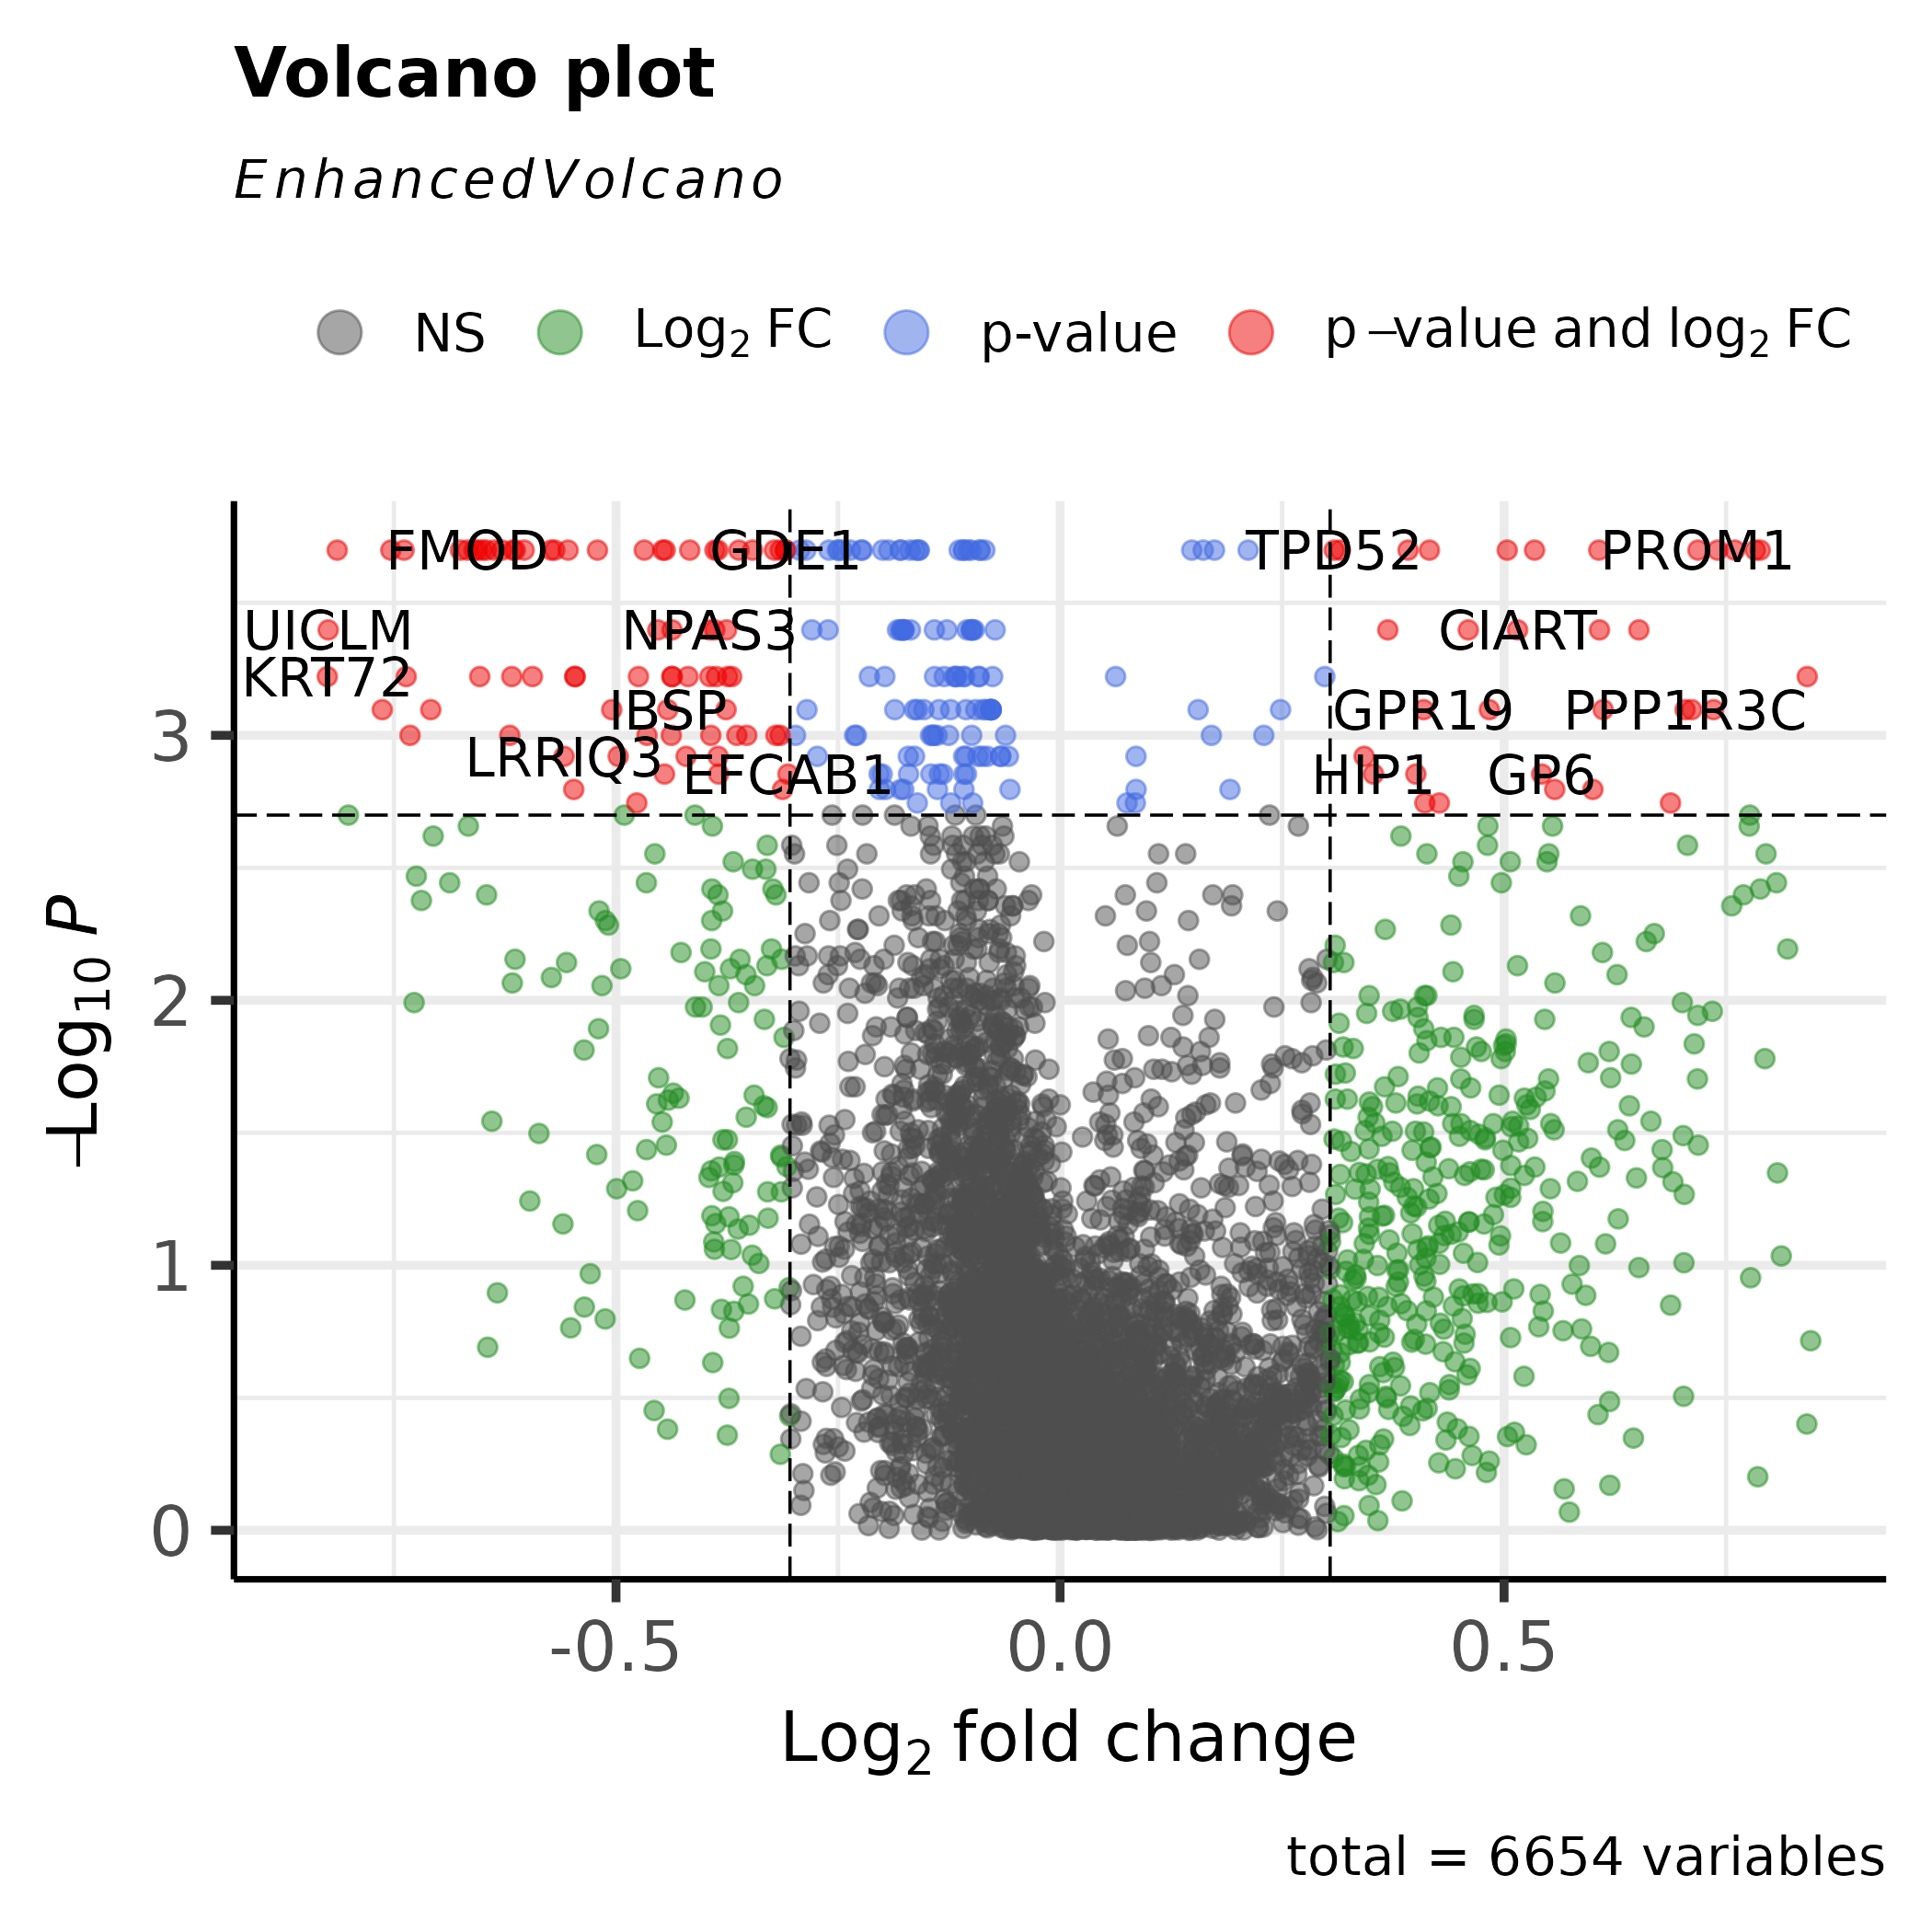 Volcano plot
EnhancedVolcano
NS Log2 FC p-value p−value and log2 FC
FMOD GDE1 TPD52 PROM1
UICLM NPAS3 CIART
KRT72
IBSP GPR19 PPP1R3C
LRRIQ3 EFCAB1 HIP1 GP6
3
2
1
0
−Log10 P
-0.5 0.0 0.5
Log2 fold change
total = 6654 variables